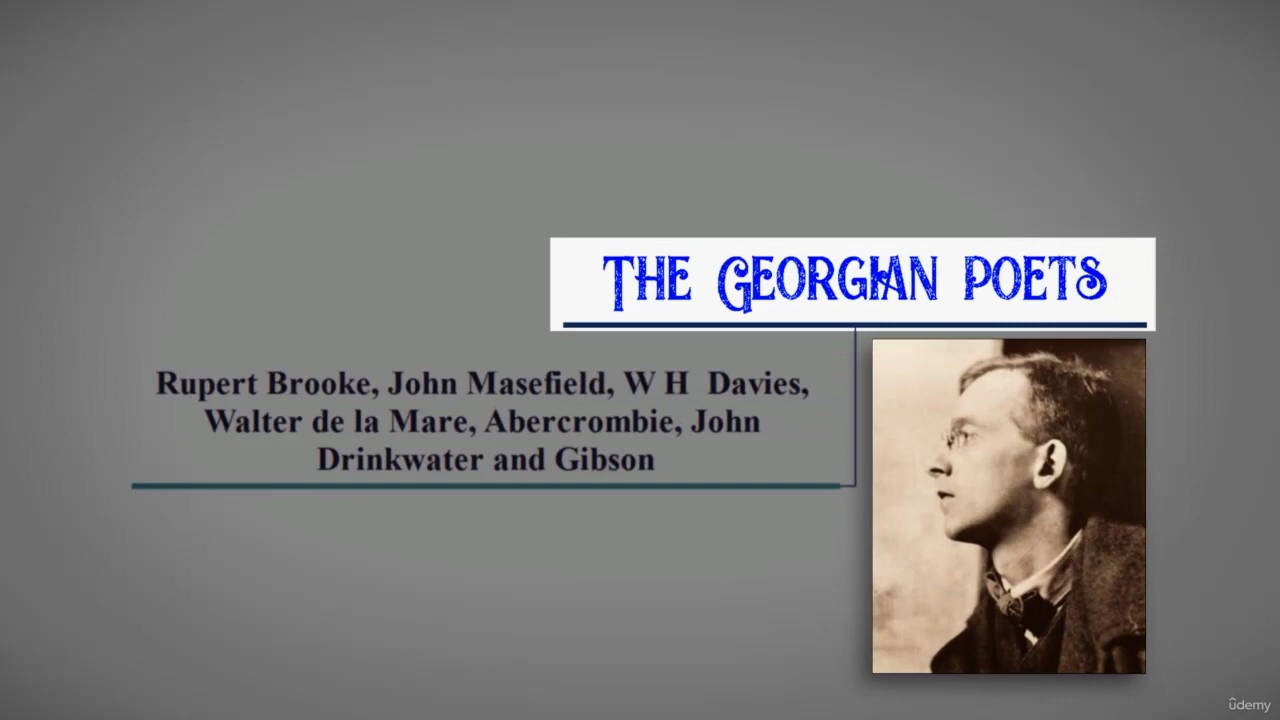 THE GEORGIAN POETS
Rupert Brooke, John Masefield, W H Davies,
Walter de la Mare, Abercrombie, John
Drinkwater and Gibson
ûdemy